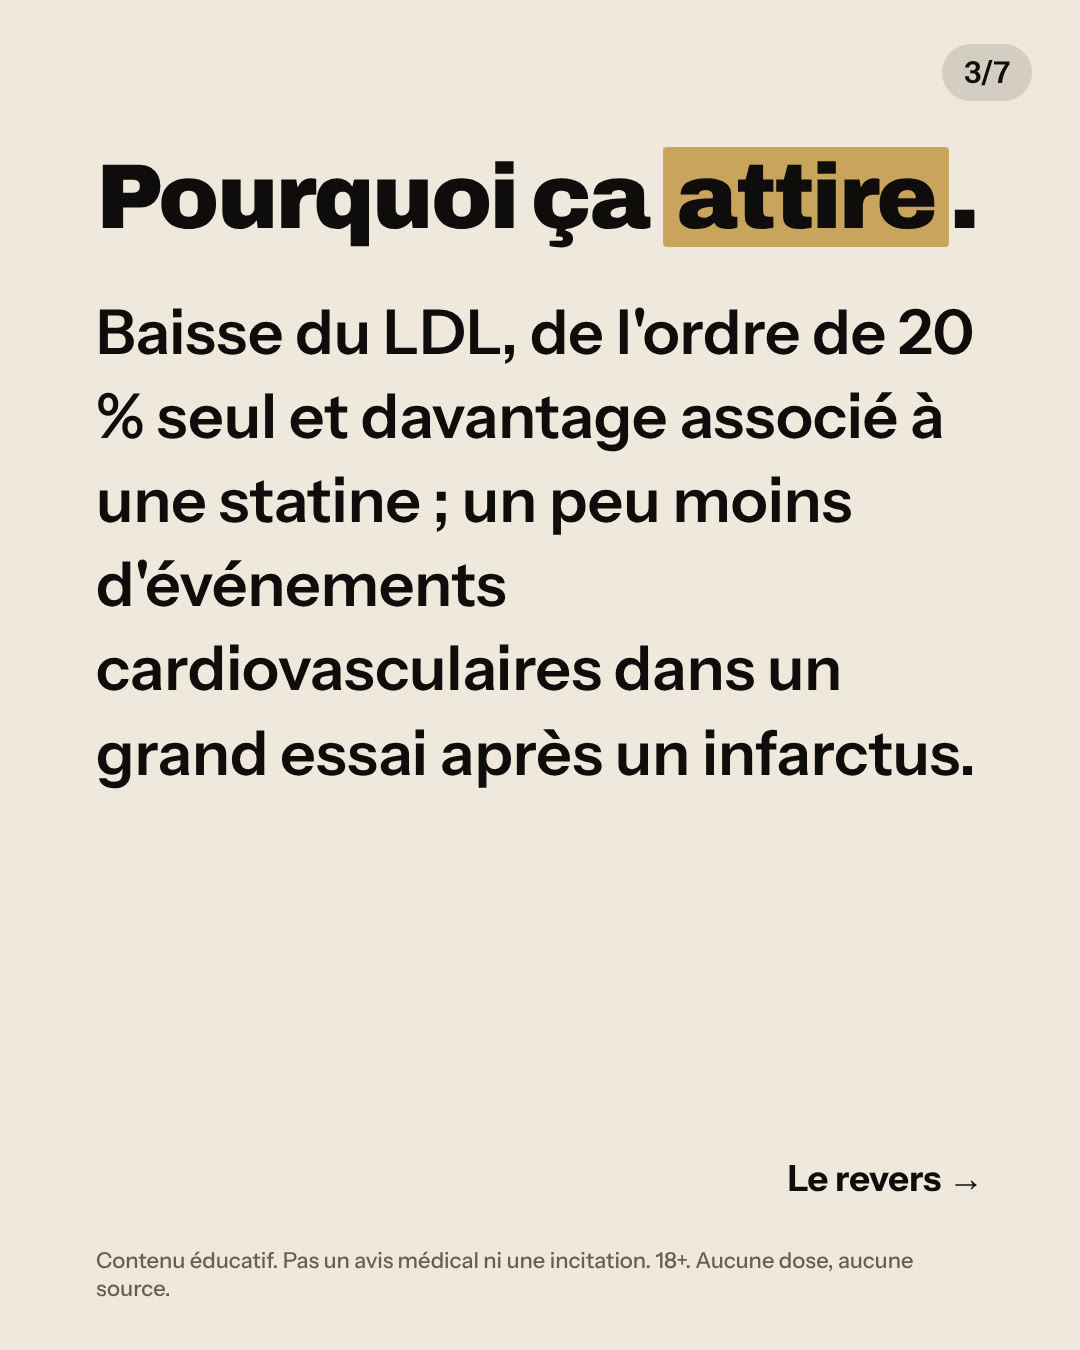 3/7
Pourquoi ça attire.
Baisse du LDL, de l'ordre de 20
% seul et davantage associé à
une statine ; un peu moins
d'événements
cardiovasculaires dans un
grand essai après un infarctus.
Le revers →
Contenu éducatif. Pas un avis médical ni une incitation. 18+. Aucune dose, aucune
source.